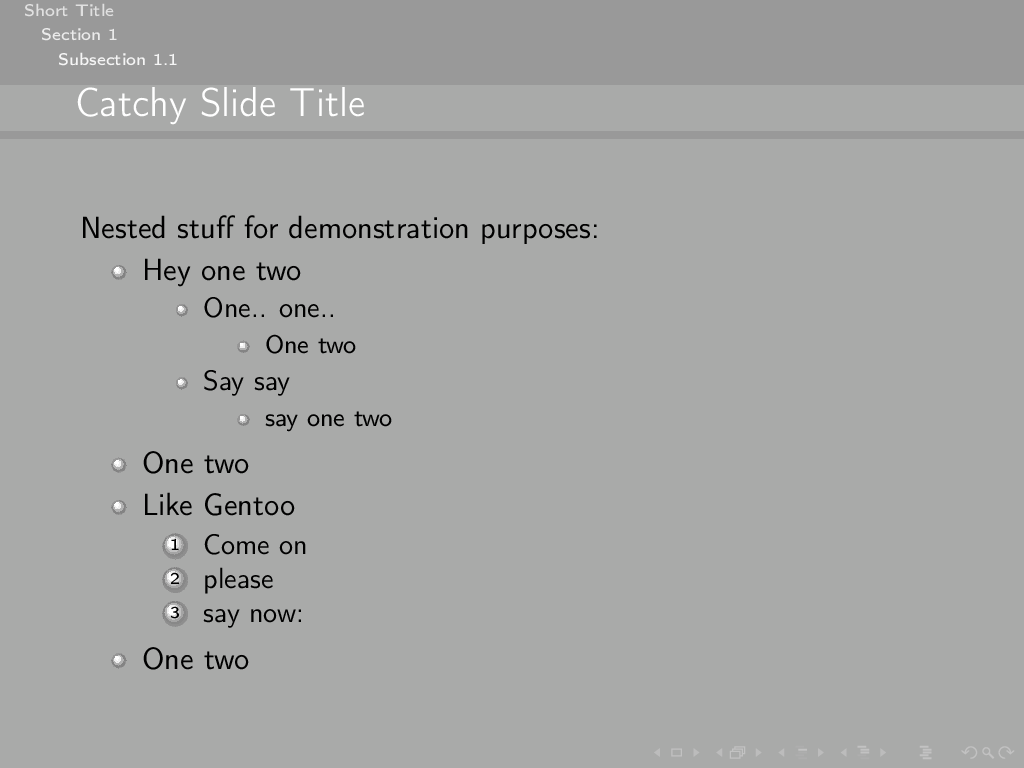 Short Title
Section 1
Subsection 1.1
Catchy Slide Title
Nested stuff for demonstration purposes:
Hey one two
One.. one..
One two
Say say
say one two
One two
Like Gentoo
1 Come on
2 please
3 say now:
One two